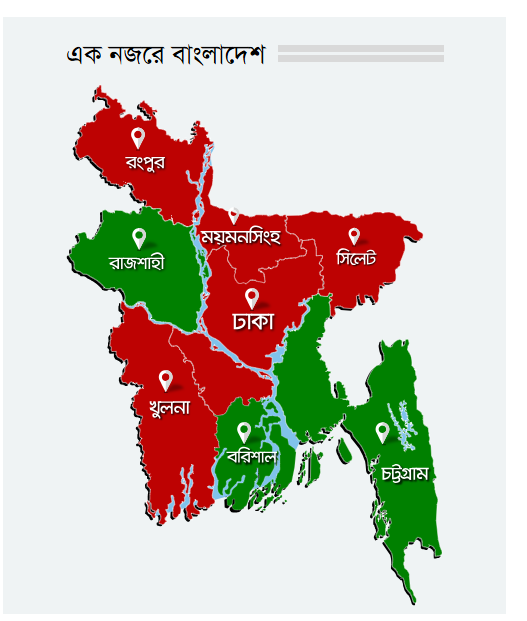 এক নজরে বাংলাদেশ
রংপুর
ময়মনসিংহ
রাজশাহী
সিলেট
ঢাকা
খুলনা
বরিশাল
চট্টগ্রাম